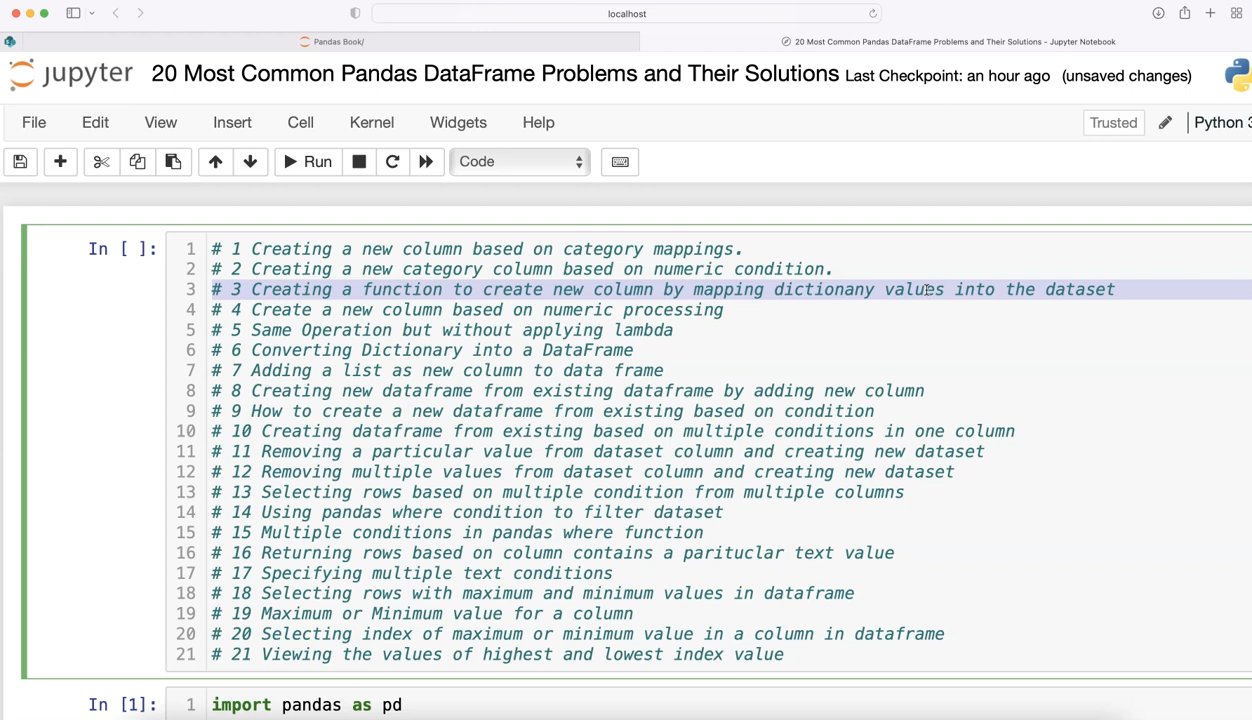 localhost
Pandas Book/
20 Most Common Pandas DataFrame Problems and Their Solutions - Jupyter Notebook
jupyter 20 Most Common Pandas DataFrame Problems and Their Solutions Last Checkpoint: an hour ago (unsaved changes)
File Edit View Insert Cell Kernel Widgets Help Trusted Python 3
Run Code
In [ ]:
1 # 1 Creating a new column based on category mappings.
2 # 2 Creating a new category column based on numeric condition.
3 # 3 Creating a function to create new column by mapping dictionany values into the dataset
4 # 4 Create a new column based on numeric processing
5 # 5 Same Operation but without applying lambda
6 # 6 Converting Dictionary into a DataFrame
7 # 7 Adding a list as new column to data frame
8 # 8 Creating new dataframe from existing dataframe by adding new column
9 # 9 How to create a new dataframe from existing based on condition
10 # 10 Creating dataframe from existing based on multiple conditions in one column
11 # 11 Removing a particular value from dataset column and creating new dataset
12 # 12 Removing multiple values from dataset column and creating new dataset
13 # 13 Selecting rows based on multiple condition from multiple columns
14 # 14 Using pandas where condition to filter dataset
15 # 15 Multiple conditions in pandas where function
16 # 16 Returning rows based on column contains a parituclar text value
17 # 17 Specifying multiple text conditions
18 # 18 Selecting rows with maximum and minimum values in dataframe
19 # 19 Maximum or Minimum value for a column
20 # 20 Selecting index of maximum or minimum value in a column in dataframe
21 # 21 Viewing the values of highest and lowest index value
In [1]: 1 import pandas as pd